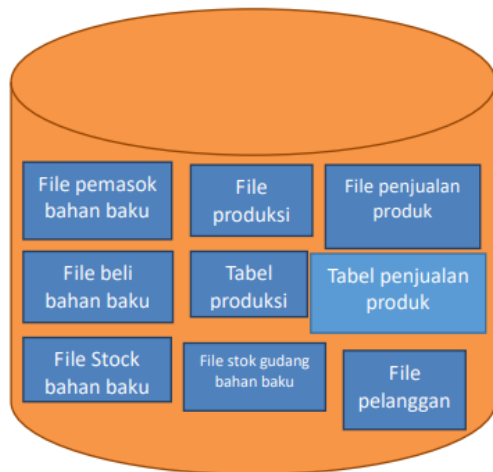 File pemasok
bahan baku
File
produksi
File penjualan
produk
File beli
bahan baku
Tabel
produksi
Tabel penjualan
produk
File Stock
bahan baku
File stok gudang
bahan baku
File
pelanggan